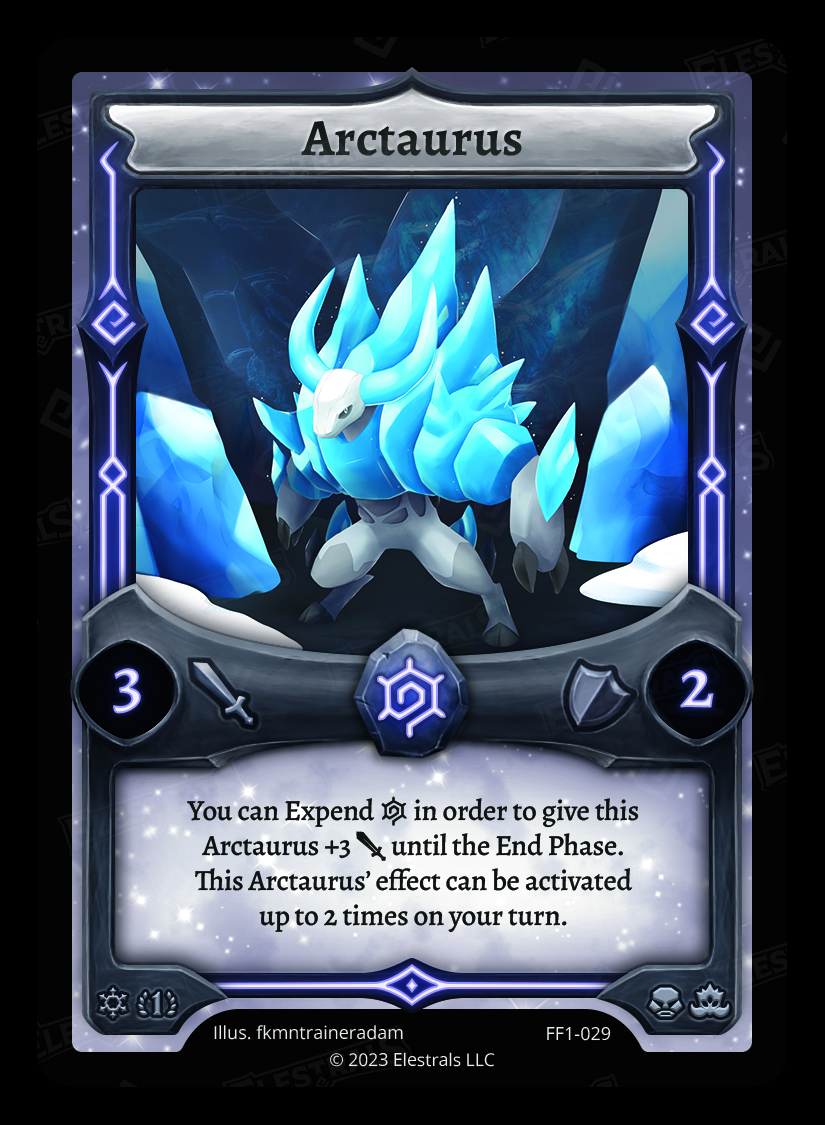 Arctaurus
3
2
You can Expend in order to give this
Arctaurus +3 until the End Phase.
This Arctaurus’ effect can be activated
up to 2 times on your turn.
1
Illus. fkmntraineradam
FF1-029
© 2023 Elestrals LLC